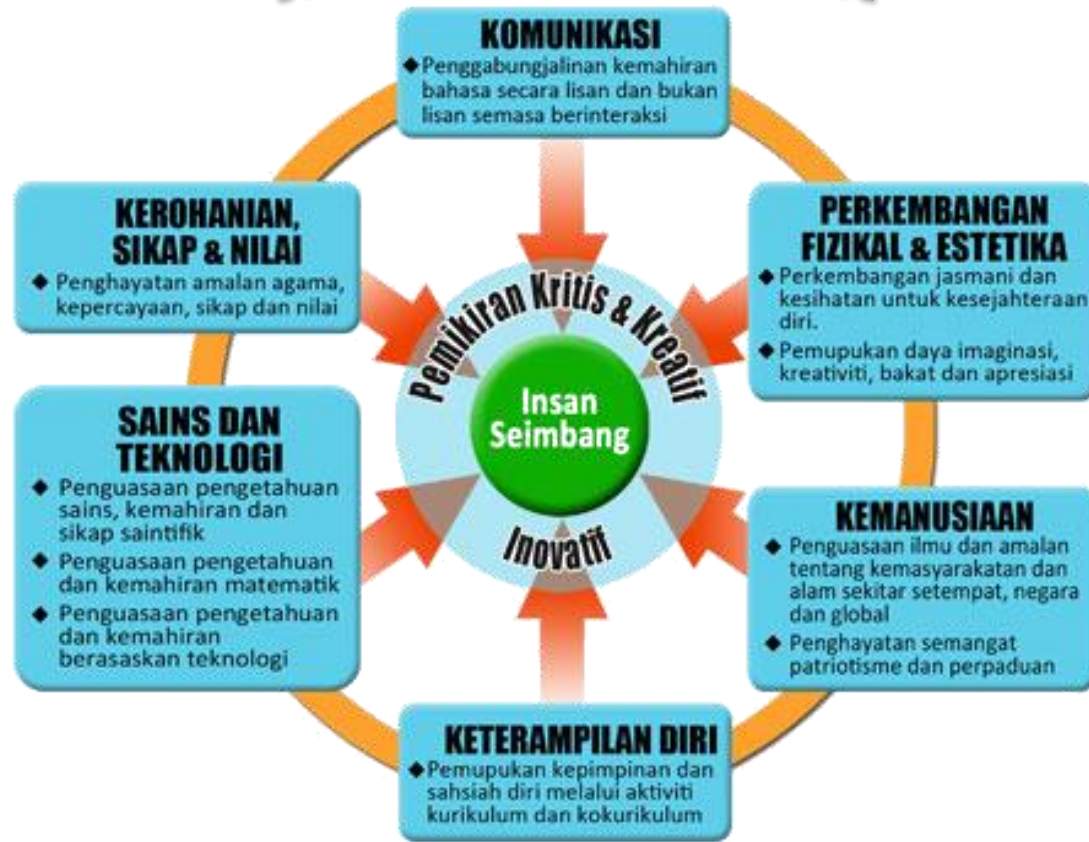 KOMUNIKASI
◆ Penggabungjalinan kemahiran
bahasa secara lisan dan bukan
lisan semasa berinteraksi
KEROHANIAN,
SIKAP & NILAI
◆ Penghayatan amalan agama,
kepercayaan, sikap dan nilai
PERKEMBANGAN
FIZIKAL & ESTETIKA
◆ Perkembangan jasmani dan
kesihatan untuk kesejahteraan
diri.
◆ Pemupukan daya imaginasi,
kreativiti, bakat dan apresiasi
Pemikiran Kritis & Kreatif
Insan
Seimbang
Inovatif
SAINS DAN
TEKNOLOGI
◆ Penguasaan pengetahuan
sains, kemahiran dan
sikap saintifik
◆ Penguasaan pengetahuan
dan kemahiran matematik
◆ Penguasaan pengetahuan
dan kemahiran
berasaskan teknologi
KEMANUSIAAN
◆ Penguasaan ilmu dan amalan
tentang kemasyarakatan dan
alam sekitar setempat, negara
dan global
◆ Penghayatan semangat
patriotisme dan perpaduan
KETERAMPILAN DIRI
◆ Pemupukan kepimpinan dan
sahsiah diri melalui aktiviti
kurikulum dan kokurikulum